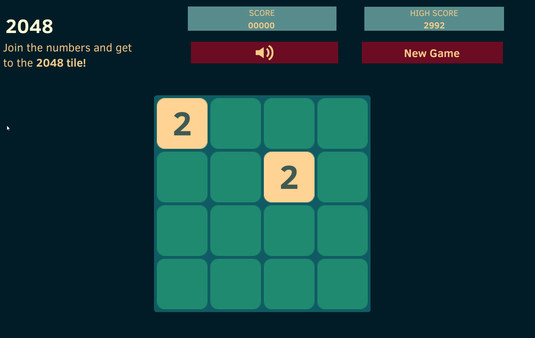 2048
Join the numbers and get
to the 2048 tile!
SCORE
00000
HIGH SCORE
2992
New Game
2
2